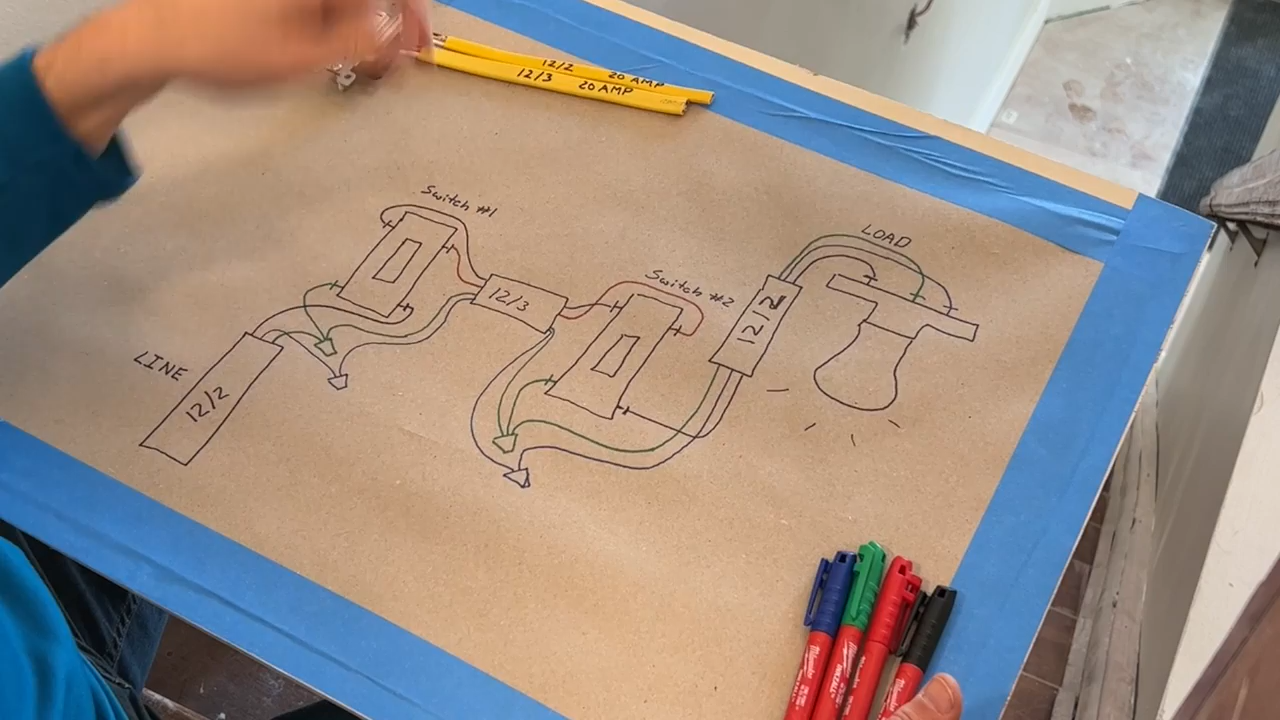 12/2 20 AMP
12/3 20 AMP
Switch #1
LOAD
Switch #2
12/3
12/2
LINE
12/2